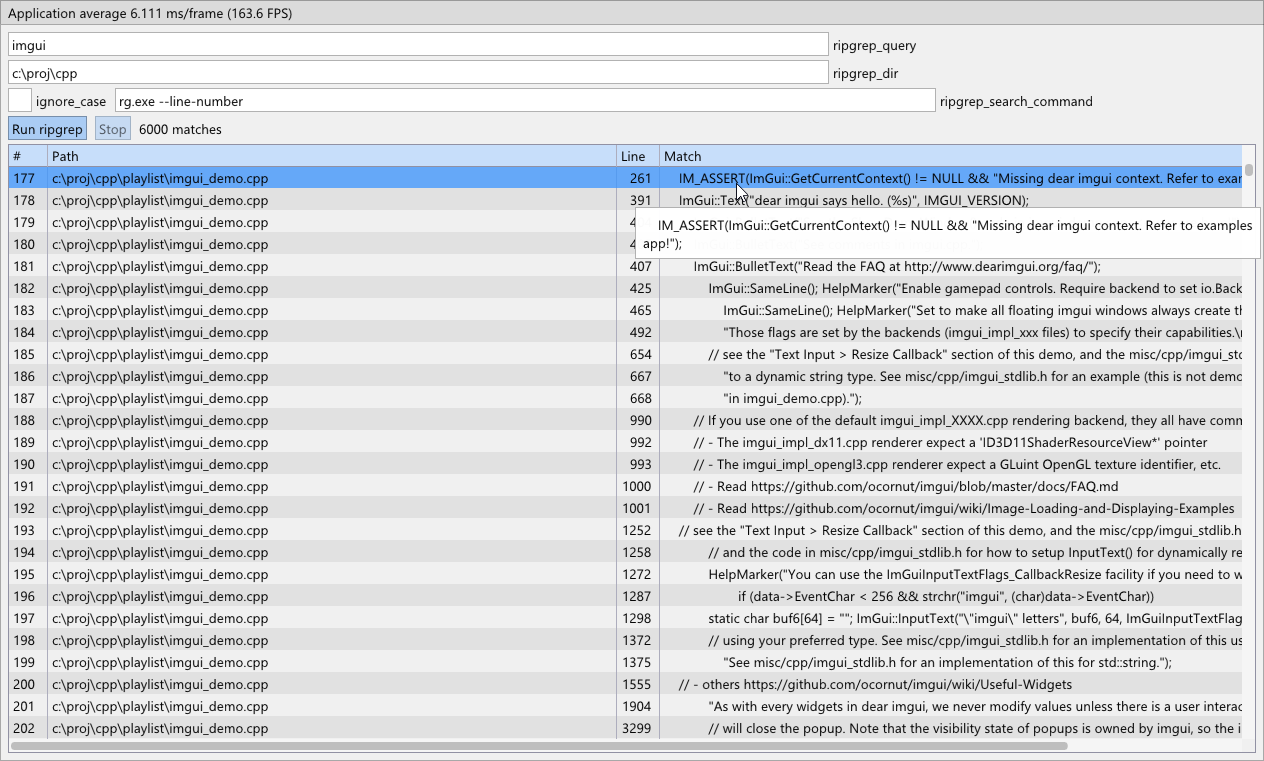 Application average 6.111 ms/frame (163.6 FPS)
imgui ripgrep_query
c:\proj\cpp ripgrep_dir
ignore_case rg.exe --line-number ripgrep_search_command
Run ripgrep Stop 6000 matches
# Path Line Match
177 c:\proj\cpp\playlist\imgui_demo.cpp 261 IM_ASSERT(ImGui::GetCurrentContext() != NULL && "Missing dear imgui context. Refer to exar
178 c:\proj\cpp\playlist\imgui_demo.cpp 391 ImGui::Text("dear imgui says hello. (%s)", IMGUI_VERSION);
179 c:\proj\cpp\playlist\imgui_demo.cpp
IM_ASSERT(ImGui::GetCurrentContext() != NULL && "Missing dear imgui context. Refer to examples
app!");
180 c:\proj\cpp\playlist\imgui_demo.cpp
181 c:\proj\cpp\playlist\imgui_demo.cpp 407 ImGui::BulletText("Read the FAQ at http://www.dearimgui.org/faq/");
182 c:\proj\cpp\playlist\imgui_demo.cpp 425 ImGui::SameLine(); HelpMarker("Enable gamepad controls. Require backend to set io.Back
183 c:\proj\cpp\playlist\imgui_demo.cpp 465 ImGui::SameLine(); HelpMarker("Set to make all floating imgui windows always create th
184 c:\proj\cpp\playlist\imgui_demo.cpp 492 "Those flags are set by the backends (imgui_impl_xxx files) to specify their capabilities.\
185 c:\proj\cpp\playlist\imgui_demo.cpp 654 // see the "Text Input > Resize Callback" section of this demo, and the misc/cpp/imgui_stc
186 c:\proj\cpp\playlist\imgui_demo.cpp 667 "to a dynamic string type. See misc/cpp/imgui_stdlib.h for an example (this is not demo
187 c:\proj\cpp\playlist\imgui_demo.cpp 668 "in imgui_demo.cpp).");
188 c:\proj\cpp\playlist\imgui_demo.cpp 990 // If you use one of the default imgui_impl_XXXX.cpp rendering backend, they all have comm
189 c:\proj\cpp\playlist\imgui_demo.cpp 992 // - The imgui_impl_dx11.cpp renderer expect a 'ID3D11ShaderResourceView*' pointer
190 c:\proj\cpp\playlist\imgui_demo.cpp 993 // - The imgui_impl_opengl3.cpp renderer expect a GLuint OpenGL texture identifier, etc.
191 c:\proj\cpp\playlist\imgui_demo.cpp 1000 // - Read https://github.com/ocornut/imgui/blob/master/docs/FAQ.md
192 c:\proj\cpp\playlist\imgui_demo.cpp 1001 // - Read https://github.com/ocornut/imgui/wiki/Image-Loading-and-Displaying-Examples
193 c:\proj\cpp\playlist\imgui_demo.cpp 1252 // see the "Text Input > Resize Callback" section of this demo, and the misc/cpp/imgui_stdlib.h
194 c:\proj\cpp\playlist\imgui_demo.cpp 1258 // and the code in misc/cpp/imgui_stdlib.h for how to setup InputText() for dynamically re
195 c:\proj\cpp\playlist\imgui_demo.cpp 1272 HelpMarker("You can use the ImGuiInputTextFlags_CallbackResize facility if you need to w
196 c:\proj\cpp\playlist\imgui_demo.cpp 1287 if (data->EventChar < 256 && strchr("imgui", (char)data->EventChar))
197 c:\proj\cpp\playlist\imgui_demo.cpp 1298 static char buf6[64] = ""; ImGui::InputText("\"imgui\" letters", buf6, 64, ImGuiInputTextFlag
198 c:\proj\cpp\playlist\imgui_demo.cpp 1372 // using your preferred type. See misc/cpp/imgui_stdlib.h for an implementation of this us
199 c:\proj\cpp\playlist\imgui_demo.cpp 1375 "See misc/cpp/imgui_stdlib.h for an implementation of this for std::string.");
200 c:\proj\cpp\playlist\imgui_demo.cpp 1555 // - others https://github.com/ocornut/imgui/wiki/Useful-Widgets
201 c:\proj\cpp\playlist\imgui_demo.cpp 1904 "As with every widgets in dear imgui, we never modify values unless there is a user interac
202 c:\proj\cpp\playlist\imgui_demo.cpp 3299 // will close the popup. Note that the visibility state of popups is owned by imgui, so the i